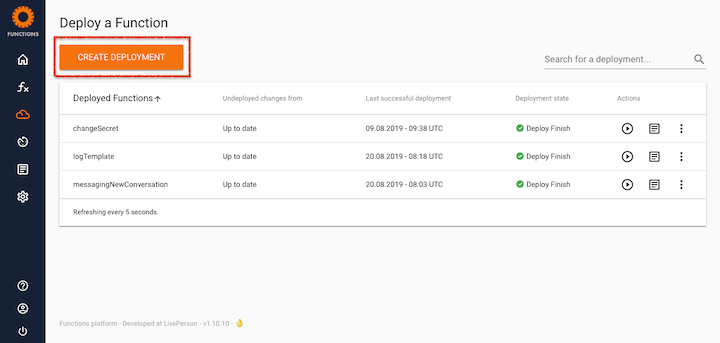 FUNCTIONS
Deploy a Function
CREATE DEPLOYMENT
Search for a deployment...
Deployed Functions Undeployed changes from Last successful deployment Deployment state Actions
changeSecret Up to date 09.08.2019 - 09:38 UTC Deploy Finish
logTemplate Up to date 20.08.2019 - 08:18 UTC Deploy Finish
messagingNewConversation Up to date 20.08.2019 - 08:03 UTC Deploy Finish
Refreshing every 5 seconds.
Functions platform · Developed at LivePerson - v1.10.10 · 👌